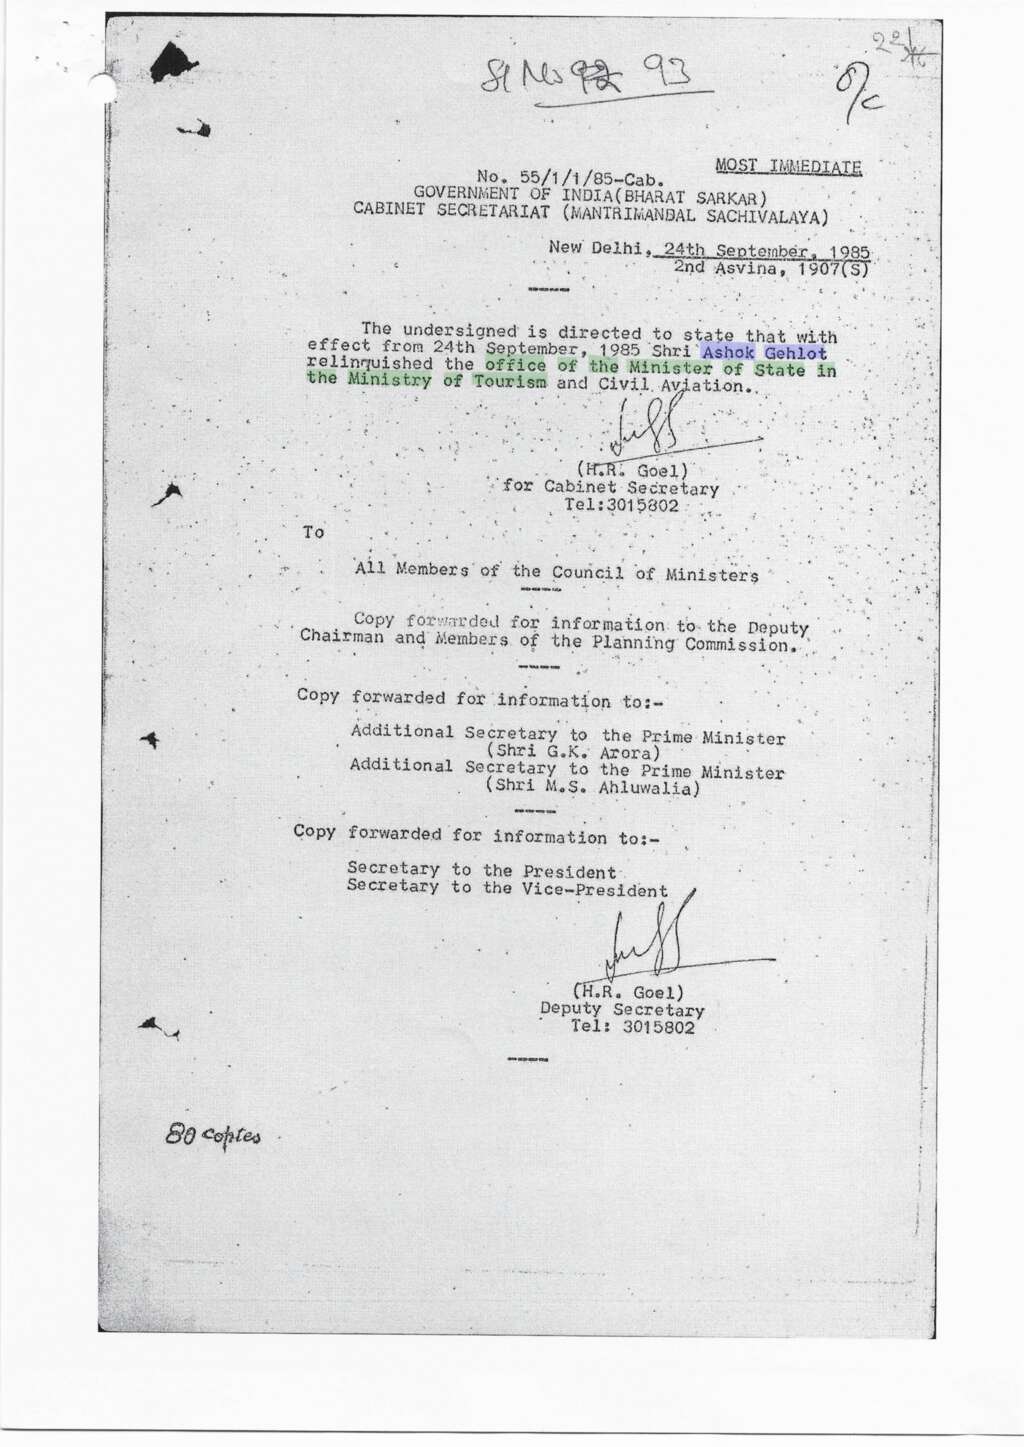 Sl No 92 93
O/c
MOST IMMEDIATE
No. 55/1/1/85-Cab.
GOVERNMENT OF INDIA(BHARAT SARKAR)
CABINET SECRETARIAT (MANTRIMANDAL SACHIVALAYA)
New Delhi, 24th September, 1985
2nd Asvina, 1907(S)
The undersigned is directed to state that with
effect from 24th September, 1985 Shri Ashok Gehlot
relinquished the office of the Minister of State in
the Ministry of Tourism and Civil Aviation.
(H.R. Goel)
for Cabinet Secretary
Tel:3015802
To
All Members of the Council of Ministers
Copy forwarded for information to the Deputy
Chairman and Members of the Planning Commission.
Copy forwarded for information to:-
Additional Secretary to the Prime Minister
(Shri G.K. Arora)
Additional Secretary to the Prime Minister
(Shri M.S. Ahluwalia)
Copy forwarded for information to:-
Secretary to the President
Secretary to the Vice-President
(H.R. Goel)
Deputy Secretary
Tel: 3015802
80 copies